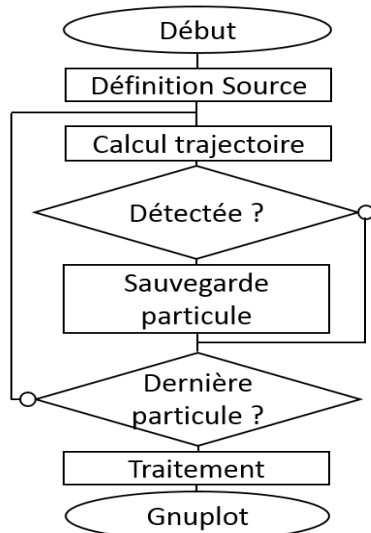 Début
Définition Source
Calcul trajectoire
Détectée ?
Sauvegarde
particule
Dernière
particule ?
Traitement
Gnuplot